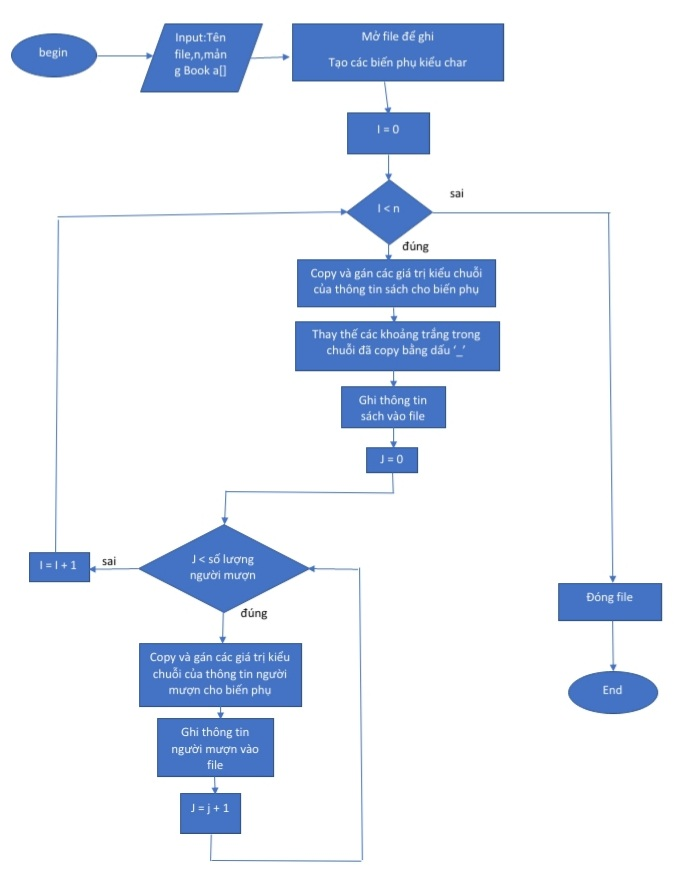 begin
Input:Tên
file,n,mản
g Book a[]
Mở file để ghi
Tạo các biến phụ kiểu char
I = 0
I < n
sai
đúng
Copy và gán các giá trị kiểu chuỗi
của thông tin sách cho biến phụ
Thay thế các khoảng trắng trong
chuỗi đã copy bằng dấu ‘_’
Ghi thông tin
sách vào file
J = 0
J < số lượng
người mượn
sai
I = I + 1
đúng
Copy và gán các giá trị kiểu
chuỗi của thông tin người
mượn cho biến phụ
Ghi thông tin
người mượn vào
file
J = j + 1
Đóng file
End